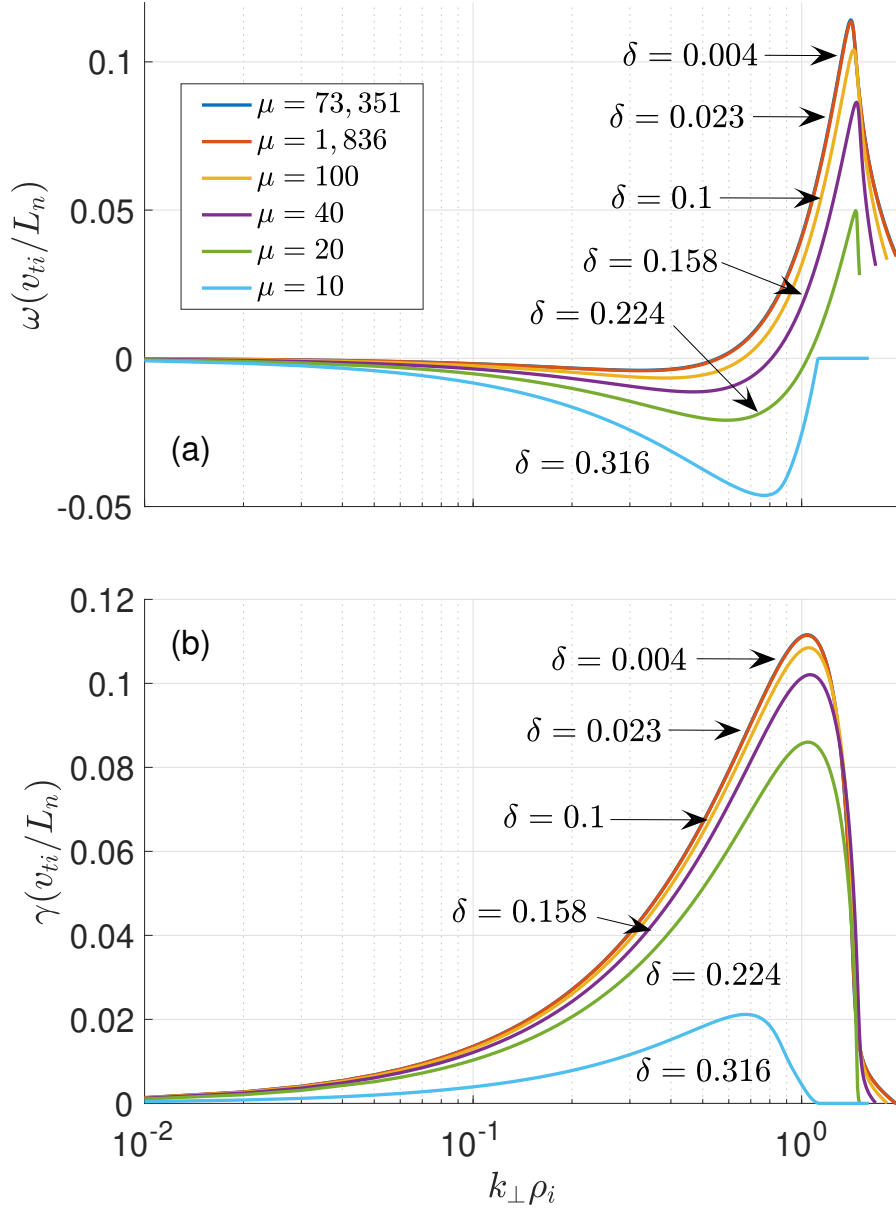 0.1
δ = 0.004
μ = 73, 351
μ = 1, 836
δ = 0.023
μ = 100
μ = 40
δ = 0.1
0.05
μ = 20
δ = 0.158
μ = 10
δ = 0.224
ω(v_{ti}/L_n)
0
(a)
δ = 0.316
-0.05
0.12
(b)
δ = 0.004
0.1
δ = 0.023
0.08
δ = 0.1
0.06
δ = 0.158
γ(v_{ti}/L_n)
0.04
δ = 0.224
0.02
δ = 0.316
0
10^{-2}
10^{-1}
10^{0}
k_⊥ρ_i